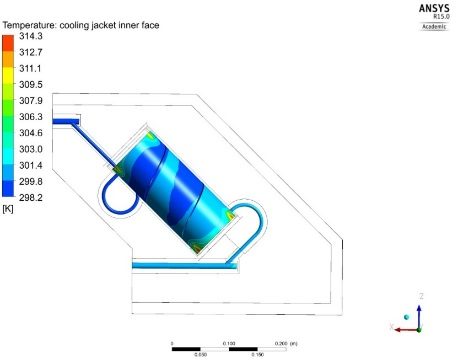 ANSYS
R15.0
Academic
Temperature: cooling jacket inner face
314.3
312.7
311.1
309.5
307.9
306.3
304.6
303.0
301.4
299.8
298.2
[K]
Z
X
0 0.100 0.200 (m)
0.050 0.150